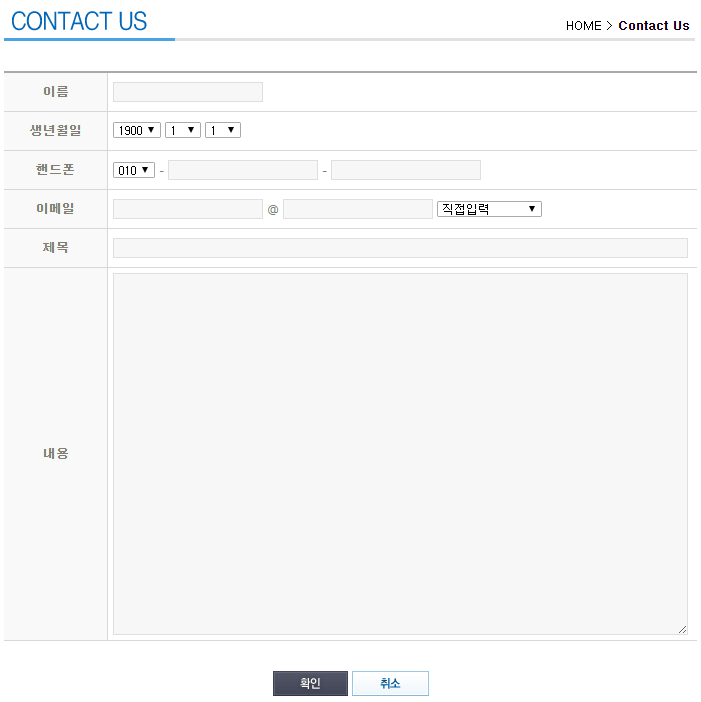 CONTACT US
HOME > Contact Us
이름
생년월일 1900 1 1
핸드폰 010 - -
이메일 @ 직접입력
제목
내용
확인 취소